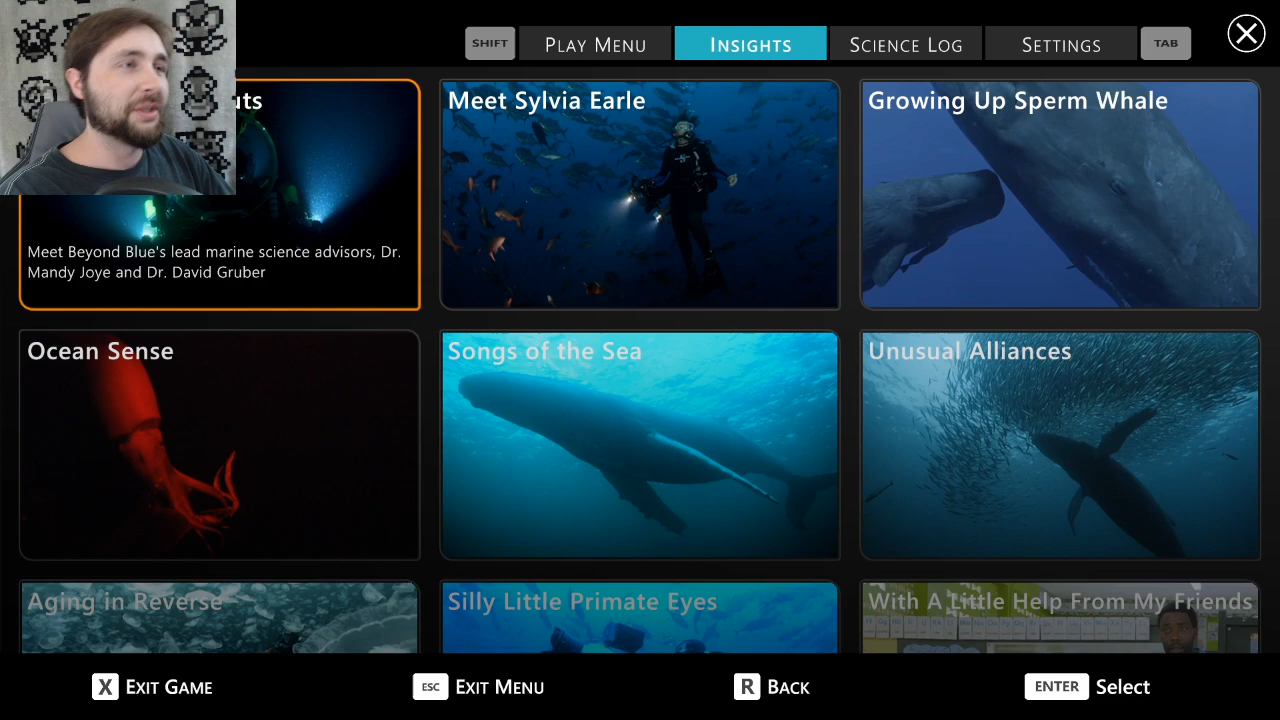 SHIFT PLAY MENU INSIGHTS SCIENCE LOG SETTINGS TAB
uts Meet Sylvia Earle Growing Up Sperm Whale
Meet Beyond Blue's lead marine science advisors, Dr.
Mandy Joye and Dr. David Gruber
Ocean Sense Songs of the Sea Unusual Alliances
Aging in Reverse Silly Little Primate Eyes With A Little Help From My Friends
X EXIT GAME ESC EXIT MENU R BACK ENTER Select